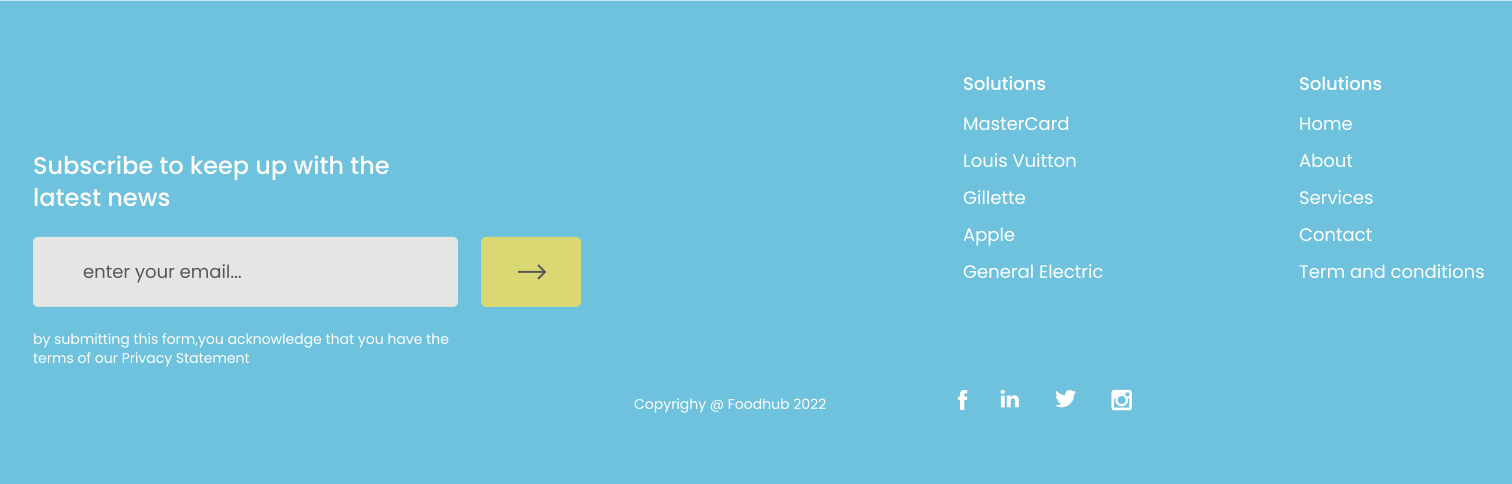 Subscribe to keep up with the
latest news
enter your email...
by submitting this form,you acknowledge that you have the
terms of our Privacy Statement
Solutions
MasterCard
Louis Vuitton
Gillette
Apple
General Electric
Solutions
Home
About
Services
Contact
Term and conditions
Copyrighy @ Foodhub 2022